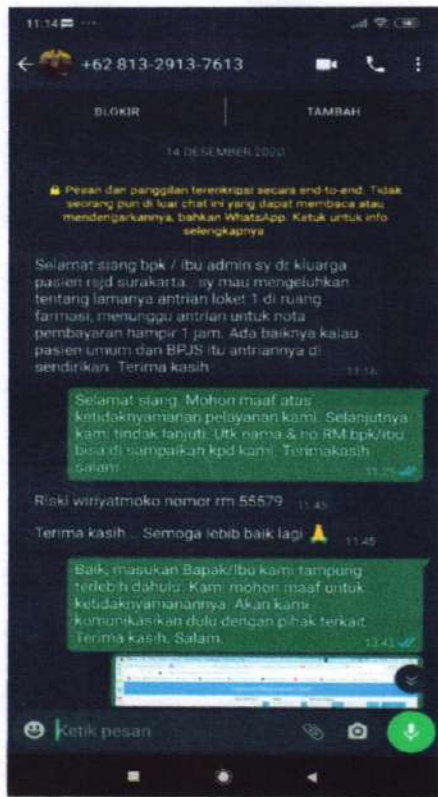 11:14
+62 813-2913-7613
BLOKIR TAMBAH
14 DESEMBER 2020
Pesan dan panggilan terenkripsi secara end-to-end. Tidak
seorang pun di luar chat ini yang dapat membaca atau
mendengarkannya, bahkan WhatsApp. Ketuk untuk info
selengkapnya
Selamat siang bpk / ibu admin sy dr kluarga
pasien rsjd surakarta.. sy mau mengeluhkan
tentang lamanya antrian loket 1 di ruang
farmasi, menunggu antrian untuk nota
pembayaran hampir 1 jam. Ada baiknya kalau
pasien umum dan BPJS itu antriannya di
sendirikan. Terima kasih
11.16
Selamat siang. Mohon maaf atas
ketidaknyamanan pelayanan kami. Selanjutnya
kami tindak lanjuti. Utk nama & no RM bpk/ibu
bisa di sampaikan kpd kami. Terimakasih
salam
11.25
Riski wiriyatmoko nomor rm 55579 11.43
Terima kasih... Semoga lebib baik lagi 🙏 11.45
Baik, masukan Bapak/Ibu kami tampung
terlebih dahulu. Kami mohon maaf untuk
ketidaknyamanannya. Akan kami
komunikasikan dulu dengan pihak terkait
Terima kasih. Salam.
13.43
Ketik pesan